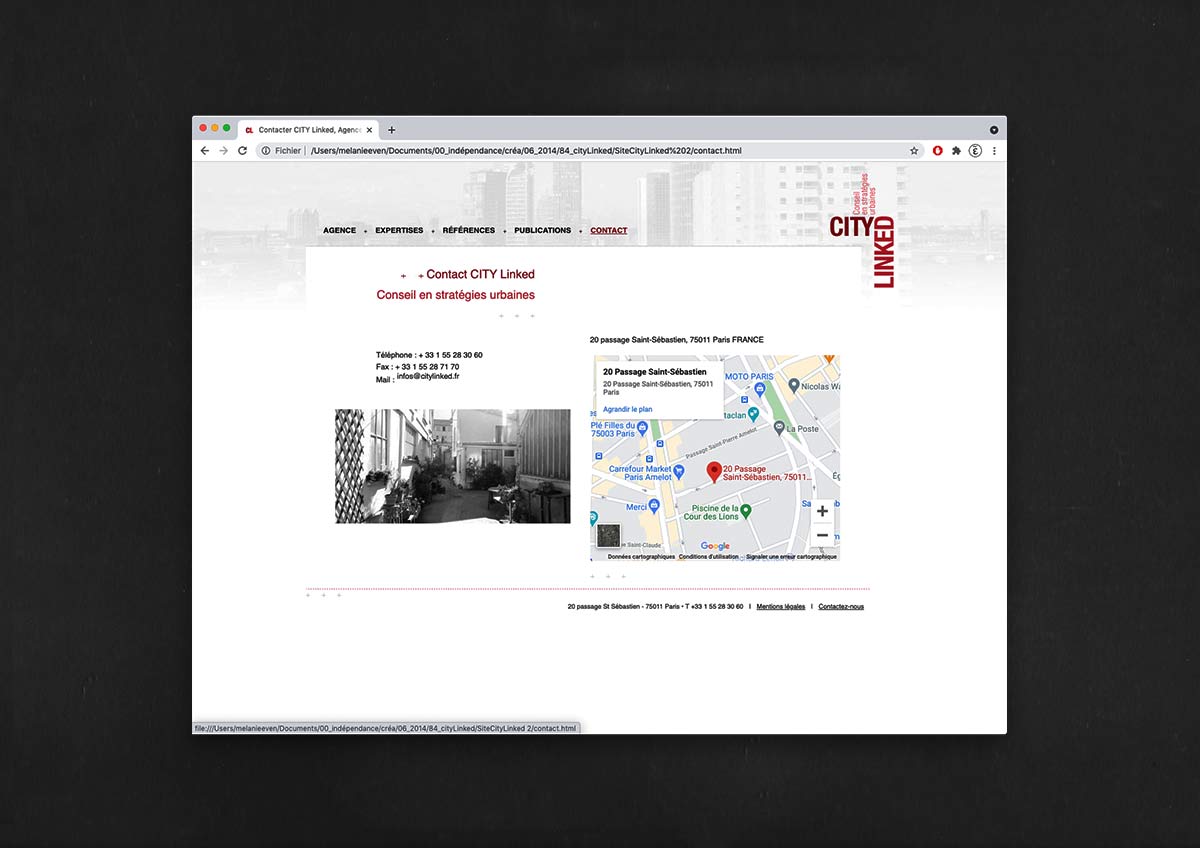 CL Contacter CITY Linked, Agenc
Fichier | /Users/melanieeven/Documents/00_indépendance/créa/06_2014/84_cityLinked/SiteCityLinked%202/contact.html
Conseil
en stratégies
urbaines
CITY
LINKED
AGENCE + EXPERTISES + RÉFÉRENCES + PUBLICATIONS + CONTACT
+ + Contact CITY Linked
Conseil en stratégies urbaines
+ + +
Téléphone : + 33 1 55 28 30 60
Fax : + 33 1 55 28 71 70
Mail : infos@citylinked.fr
20 passage Saint-Sébastien, 75011 Paris FRANCE
20 Passage Saint-Sébastien
20 Passage Saint-Sébastien, 75011
Paris
Agrandir le plan
MOTO PARIS
Nicolas Wa
taclan
La Poste
Plé Filles du
75003 Paris
Passage Saint Pierre Amelot
Carrefour Market
Paris Amelot
20 Passage
Saint-Sébastien, 75011...
Merci
Piscine de la
Cour des Lions
Sa
+
−
ue Saint-Claude
Google
Données cartographiques Conditions d'utilisation Signaler une erreur cartographique
+ + +
+ + +
20 passage St Sébastien - 75011 Paris • T +33 1 55 28 30 60 I Mentions légales I Contactez-nous
file:///Users/melanieeven/Documents/00_indépendance/créa/06_2014/84_cityLinked/SiteCityLinked 2/contact.html